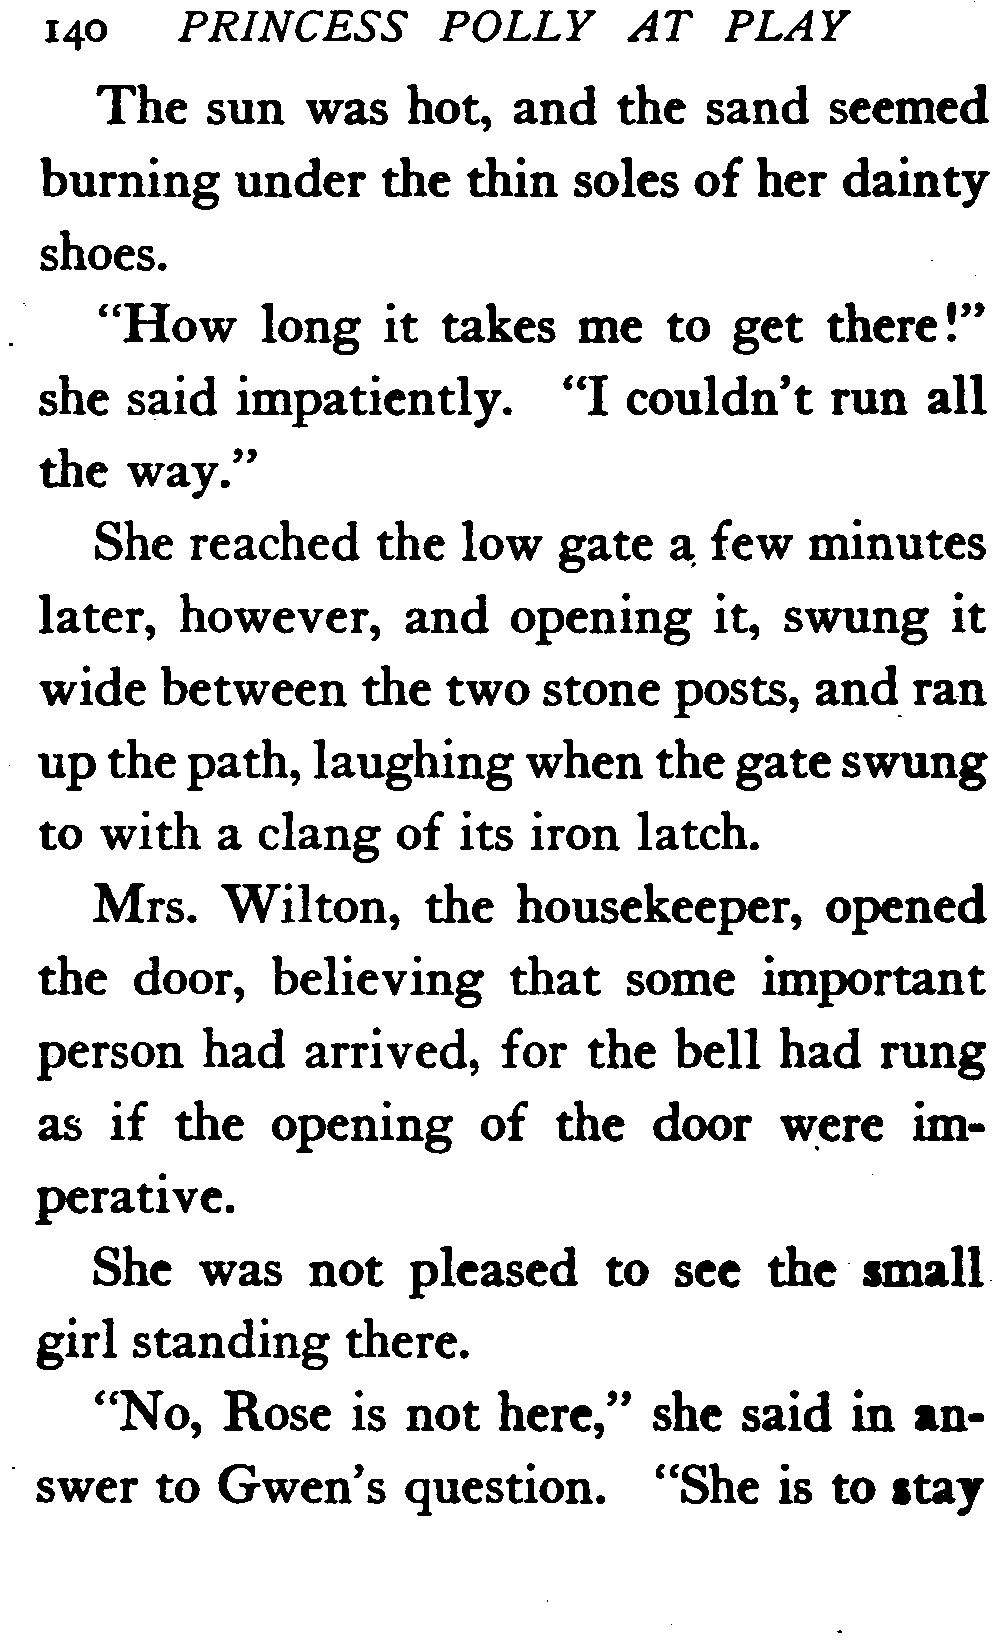 140 PRINCESS POLLY AT PLAY
The sun was hot, and the sand seemed
burning under the thin soles of her dainty
shoes.
"How long it takes me to get there!"
she said impatiently. "I couldn't run all
the way."
She reached the low gate a few minutes
later, however, and opening it, swung it
wide between the two stone posts, and ran
up the path, laughing when the gate swung
to with a clang of its iron latch.
Mrs. Wilton, the housekeeper, opened
the door, believing that some important
person had arrived, for the bell had rung
as if the opening of the door were im-
perative.
She was not pleased to see the small
girl standing there.
"No, Rose is not here," she said in an-
swer to Gwen's question. "She is to stay